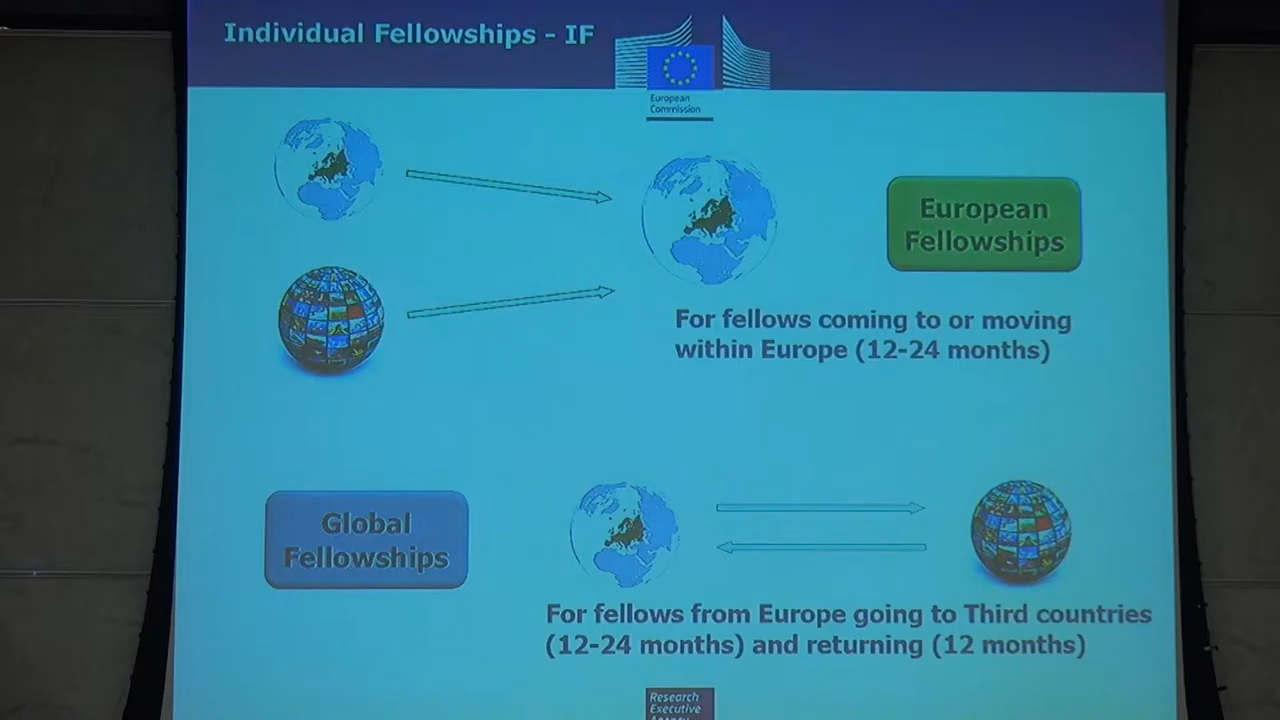 Individual Fellowships - IF
European
Commission
European
Fellowships
For fellows coming to or moving
within Europe (12-24 months)
Global
Fellowships
For fellows from Europe going to Third countries
(12-24 months) and returning (12 months)
Research
Executive